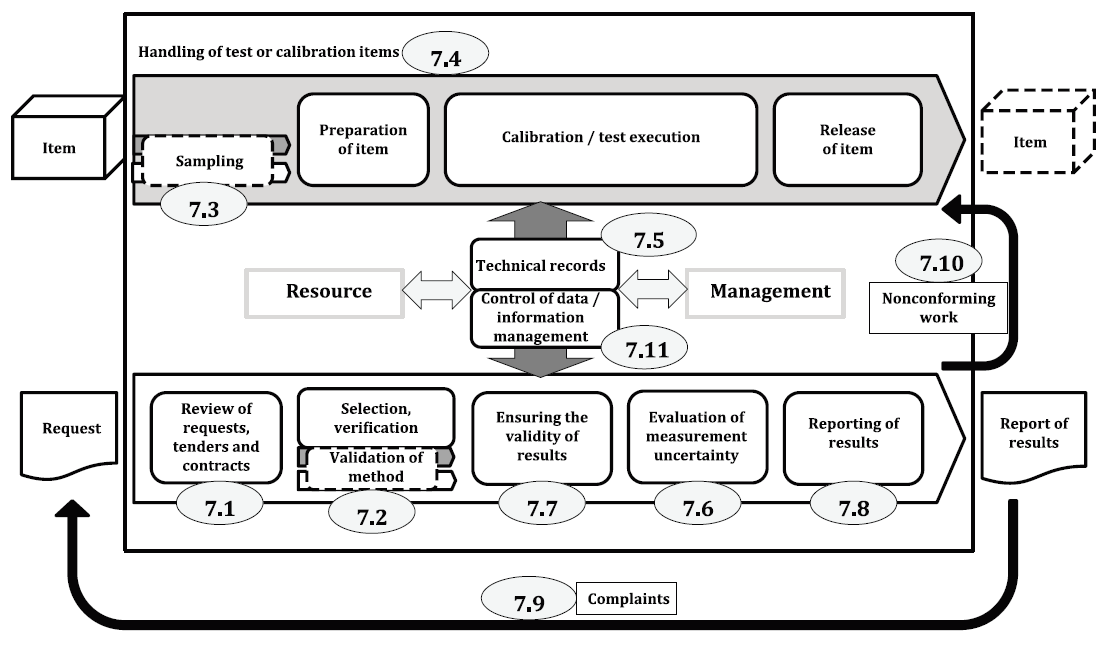 Handling of test or calibration items
7.4
Item
Sampling
7.3
Preparation
of item
Calibration / test execution
Release
of item
Item
7.5
Technical records
Resource
Management
Control of data /
information
management
7.11
7.10
Nonconforming
work
Request
Review of
requests,
tenders and
contracts
7.1
Selection,
verification
Validation of
method
7.2
Ensuring the
validity of
results
7.7
Evaluation of
measurement
uncertainty
7.6
Reporting of
results
7.8
Report of
results
7.9
Complaints